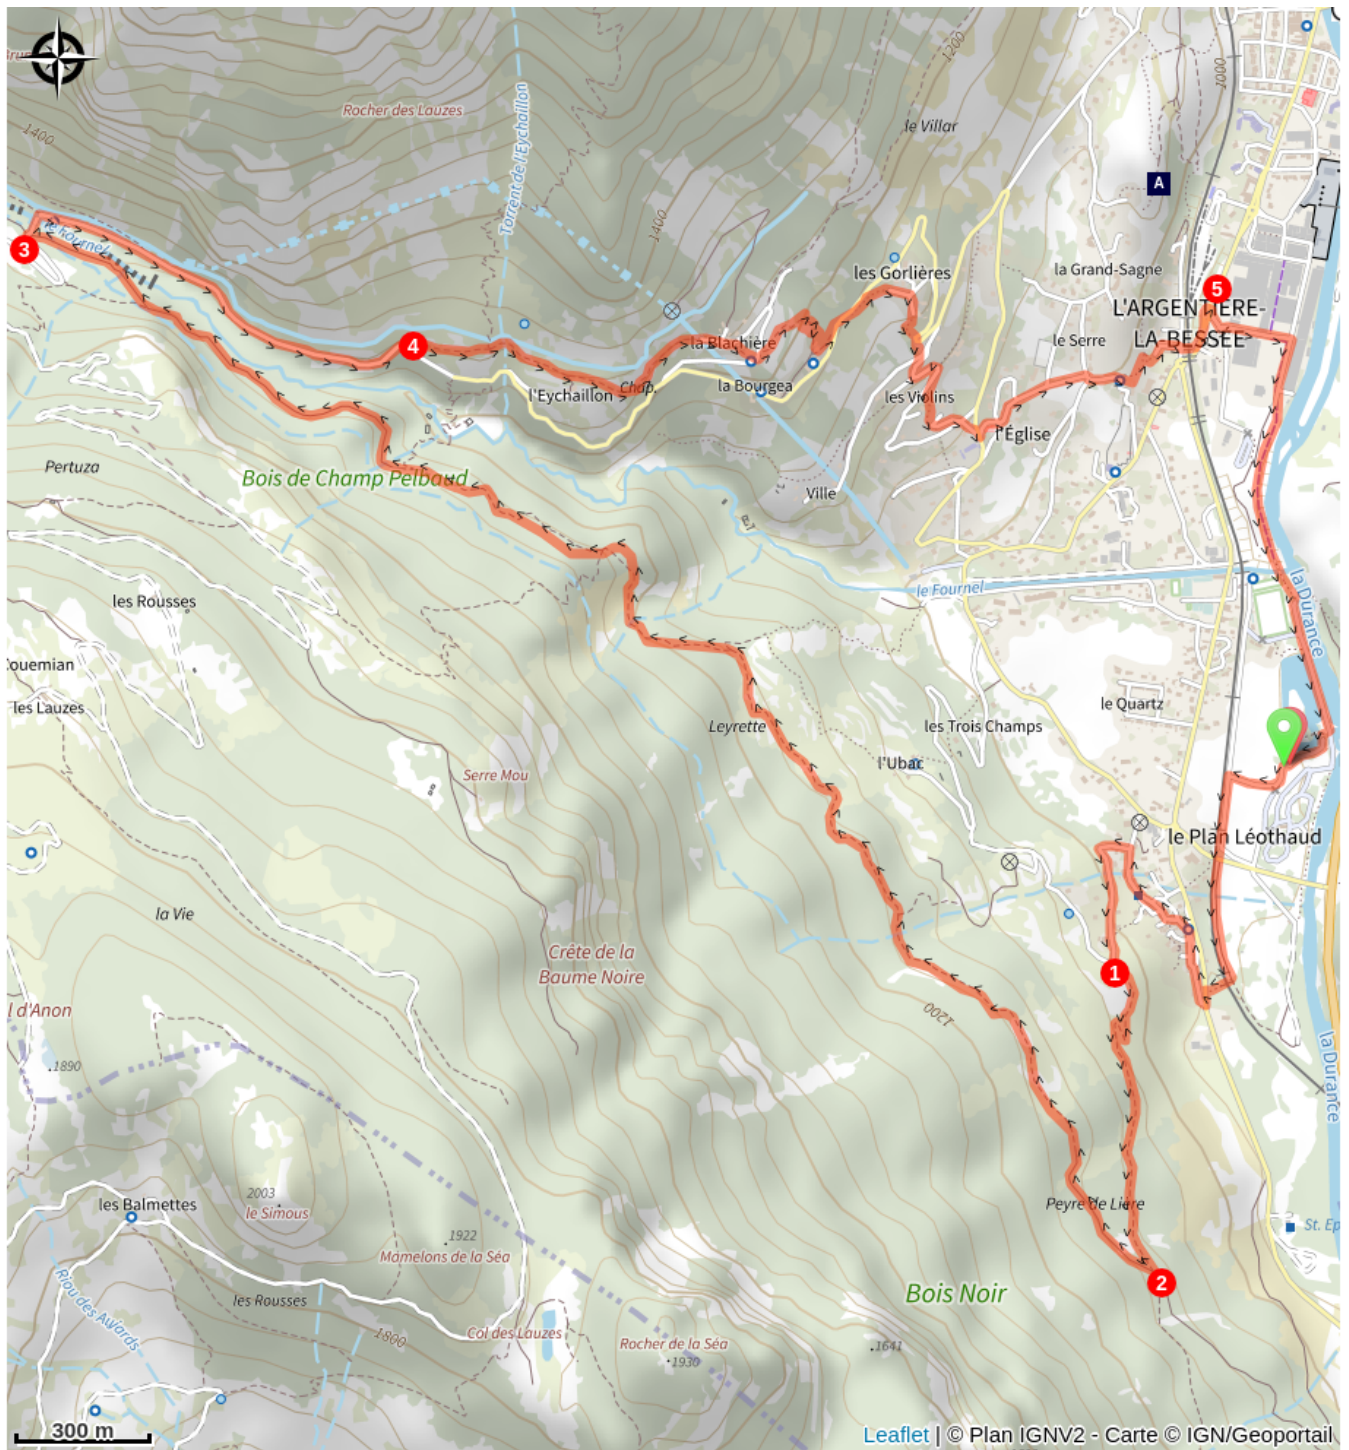 1200
Rocher des Lauzes
1400
Torrent de l'Eychaillon
le Villar
1000
A
1400
3
le Fournel
les Gorlières
la Grand-Sagne
5
L'ARGENTIÈRE-
LA-BESSÉE
4
la Blachière
le Serre
l'Eychaillon
Chap.
la Bourgea
les Violins
l'Église
Pertuza
Bois de Champ Pelbaud
Ville
les Rousses
le Fournel
la Durance
les Lauzes
Leyrette
les Trois Champs
le Quartz
Serre Mou
l'Ubac
le Plan Léothaud
la Vie
Crête de la
Baume Noire
1
1200
l d'Anon
1890
la Durance
les Balmettes
2003
le Simous
1922
Mamelons de la Séa
Peyre de Lière
St. Ep
2
Riou des Auvards
les Rousses
1800
Col des Lauzes
Bois Noir
Rocher de la Séa
1930
1641
300 m
Leaflet | © Plan IGNV2 - Carte © IGN/Geoportail